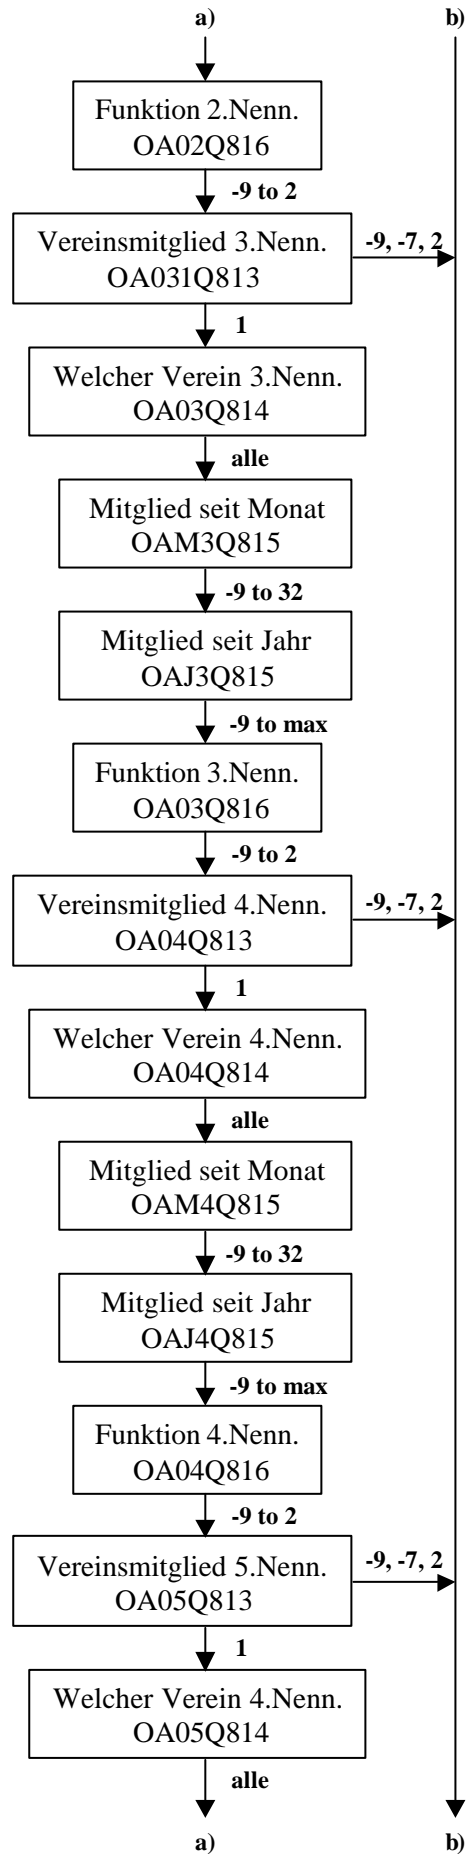 a) b)
Funktion 2.Nenn.
OA02Q816
-9 to 2
Vereinsmitglied 3.Nenn.
OA031Q813
-9, -7, 2
1
Welcher Verein 3.Nenn.
OA03Q814
alle
Mitglied seit Monat
OAM3Q815
-9 to 32
Mitglied seit Jahr
OAJ3Q815
-9 to max
Funktion 3.Nenn.
OA03Q816
-9 to 2
Vereinsmitglied 4.Nenn.
OA04Q813
-9, -7, 2
1
Welcher Verein 4.Nenn.
OA04Q814
alle
Mitglied seit Monat
OAM4Q815
-9 to 32
Mitglied seit Jahr
OAJ4Q815
-9 to max
Funktion 4.Nenn.
OA04Q816
-9 to 2
Vereinsmitglied 5.Nenn.
OA05Q813
-9, -7, 2
1
Welcher Verein 4.Nenn.
OA05Q814
alle
a) b)